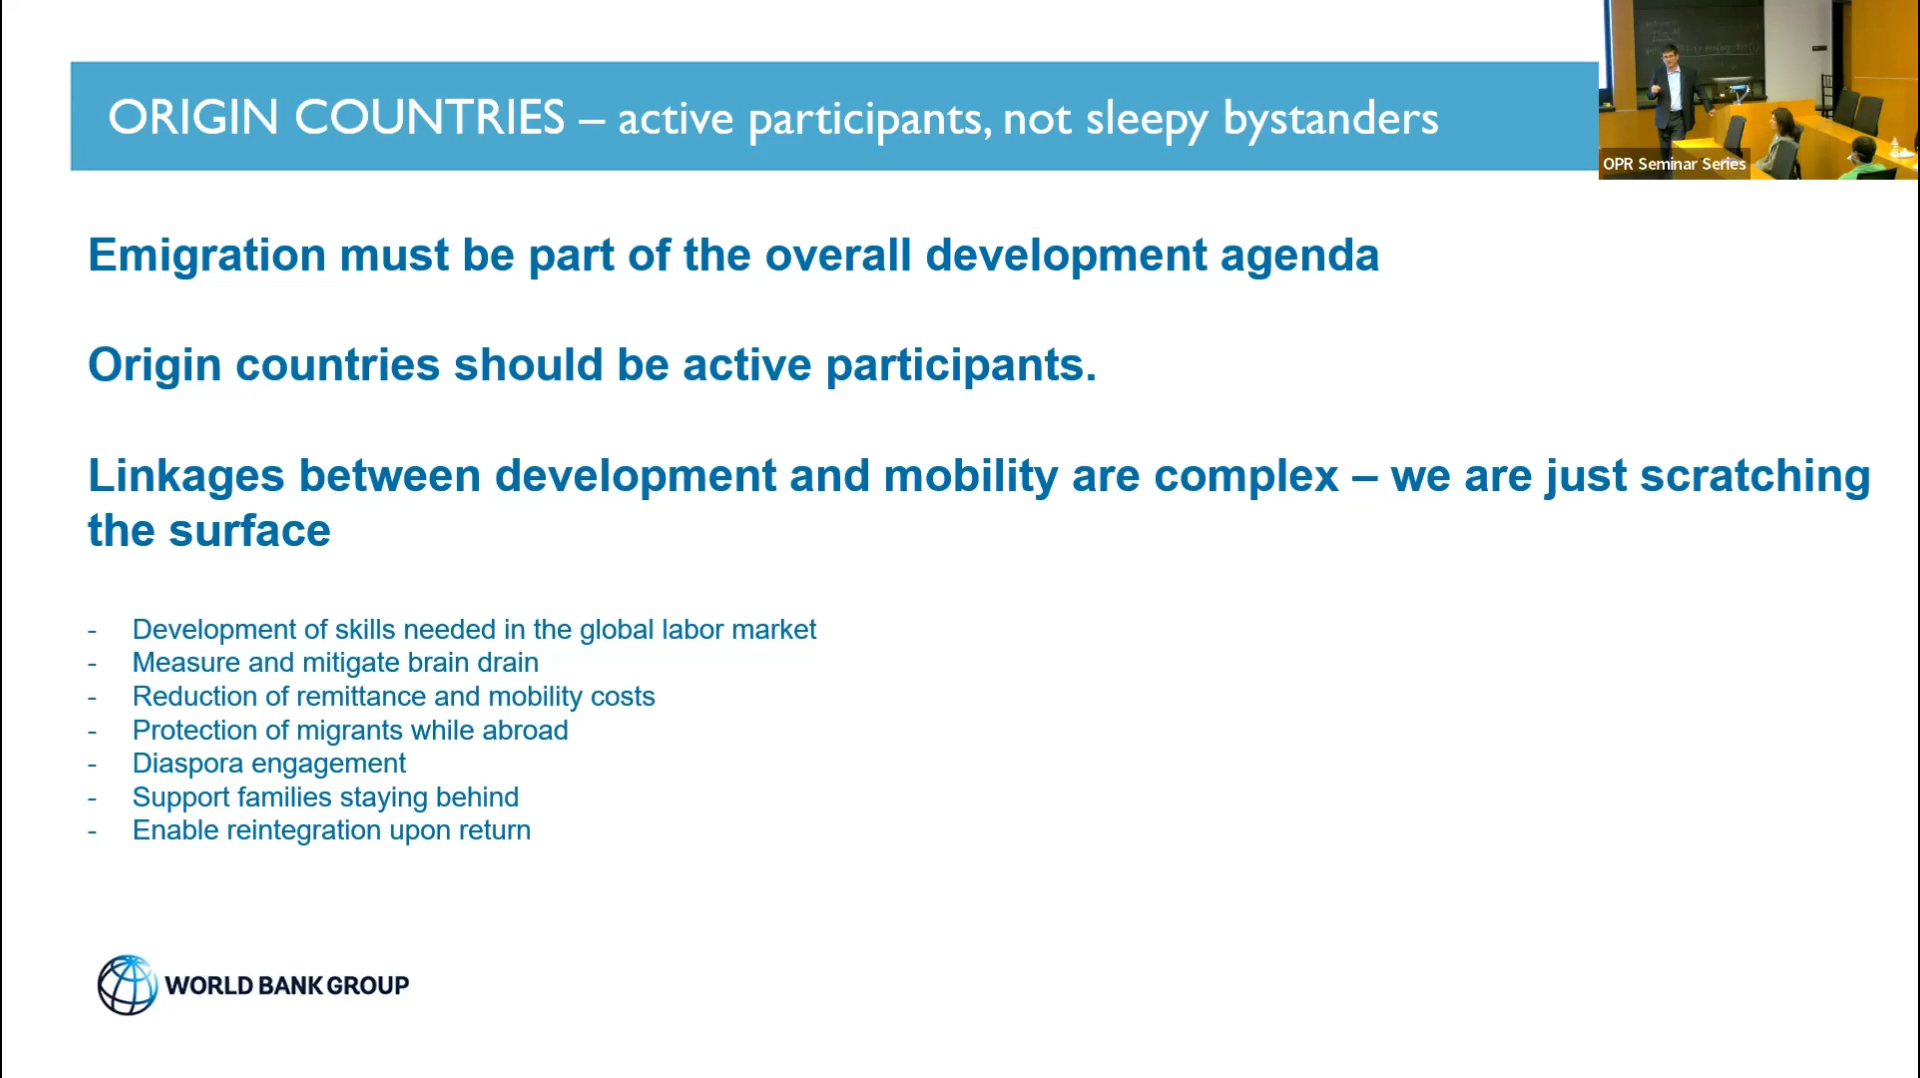 ORIGIN COUNTRIES – active participants, not sleepy bystanders
OPR Seminar Series
Emigration must be part of the overall development agenda
Origin countries should be active participants.
Linkages between development and mobility are complex – we are just scratching
the surface
- Development of skills needed in the global labor market
- Measure and mitigate brain drain
- Reduction of remittance and mobility costs
- Protection of migrants while abroad
- Diaspora engagement
- Support families staying behind
- Enable reintegration upon return
WORLD BANK GROUP